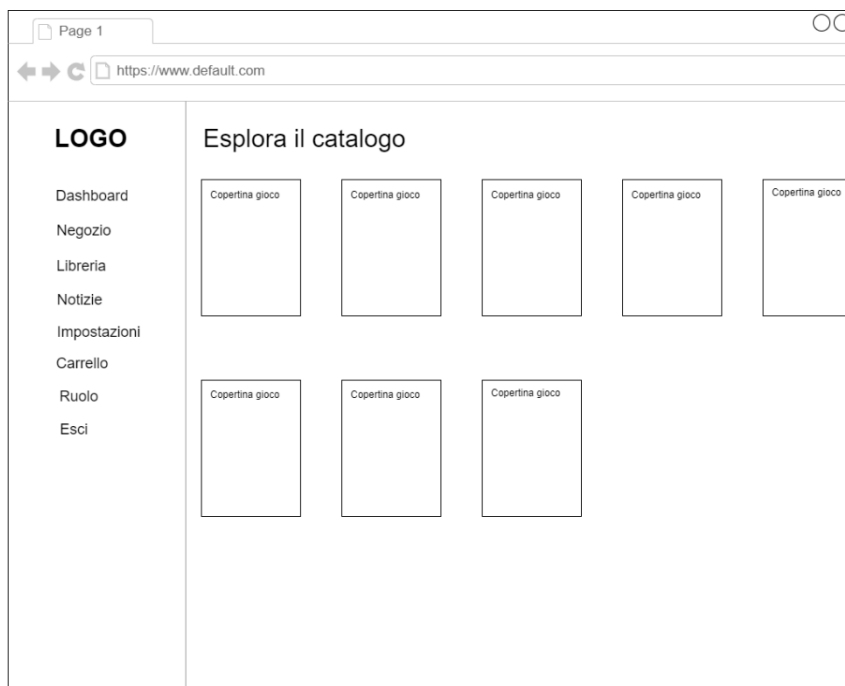 Page 1
https://www.default.com
LOGO
Esplora il catalogo
Dashboard
Negozio
Libreria
Notizie
Impostazioni
Carrello
Ruolo
Esci
Copertina gioco
Copertina gioco
Copertina gioco
Copertina gioco
Copertina gioco
Copertina gioco
Copertina gioco
Copertina gioco